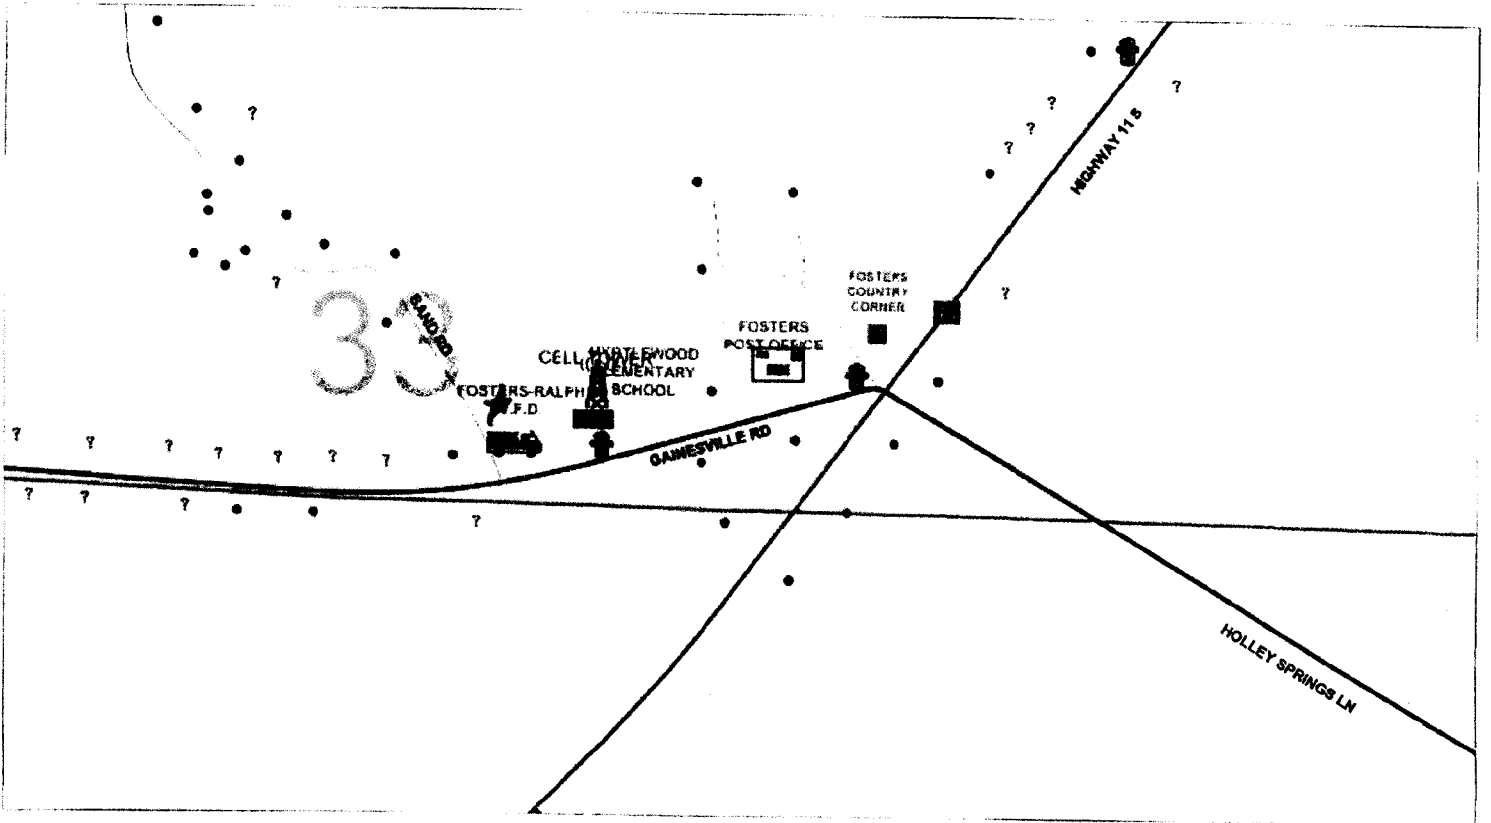 ?
?
?
?
?
?
HIGHWAY 11 S
?
33
SAND RD
FOSTERS
COUNTRY
CORNER
?
FOSTERS
POST OFFICE
CELL TOWER
MYRTLEWOOD
ELEMENTARY
SCHOOL
FOSTERS-RALPH
V.F.D
GAINESVILLE RD
?
?
?
?
?
?
?
?
?
?
?
HOLLEY SPRINGS LN